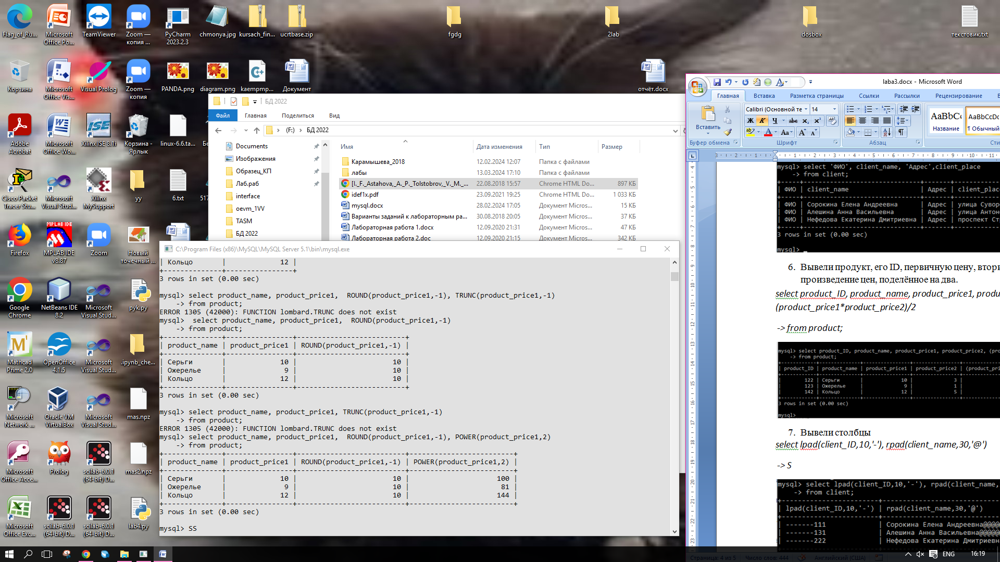 Flag_of_Ru...
Microsoft Office Po...
TeamViewer
Zoom — копия ...
PyCharm 2023.2.3
chmonya.jpg
kursach_fin...
ucrtbase.zip
fgdg
2lab
dosbox
текстовик.txt
Корзина
Microsoft Office Vis...
Visual Prolog
Zoom — копия
PANDA.png
diagram.png
kaempmp...
Документ
отчёт.docx
Adobe Acrobat
Microsoft Office Wo...
Xilinx ISE 8.1i
Корзина - Ярлык
linux-6.6.ta...
Cisco Packet Tracer Stu...
Microsoft Visual Stud...
Xilinx MySupport
yy
6.txt
Firefox
MPLAB IDE v8.87
Zoom
Новый точечный ...
Google Chrome
NetBeans IDE 8.2
Microsoft Visual Stud...
pyk.py
Mathcad Prime 2.0
OpenOffice 4.1.5
Microsoft Visual Stud...
.ipynb_che...
Microsoft Network ...
Oracle VM VirtualBox
Microsoft Visual Stud...
mas.npz
Microsoft Office Acce...
Prolog
scilab-6.0.1 (64-bit) D...
scilab-6.0.1 (64-bit) D...
mas2.npz
Microsoft Office Exc...
scilab-6.0.1 (64-bit) D...
scilab-6.0.1 (64-bit) D...
lab4.py
БД 2022
Файл Главная Поделиться Вид
(F:) БД 2022
Documents
Изображения
Образец_КП
Лаб.раб
interface
oevm_1VV
TASM
БД 2022
Имя Дата изменения Тип Размер
Карамышева_2018 12.02.2024 12:07 Папка с файлами
лабы 13.03.2024 17:10 Папка с файлами
[I._F._Astahova,_A._P._Tolstobrov,_V._M._... 22.08.2018 15:57 Chrome HTML Do... 897 КБ
idef1x.pdf 23.09.2021 19:25 Chrome HTML Do... 1 033 КБ
mysql.docx 28.02.2024 17:05 Документ Micros... 15 КБ
Варианты заданий к лабораторным ра... 30.08.2018 20:05 Документ Micros... 37 КБ
Лабораторная работа 1.docx 12.09.2020 21:31 Документ Micros... 47 КБ
Лабораторная работа 2.doc 12.09.2020 21:15 Документ Micros... 342 КБ
C:\Program Files (x86)\MySQL\MySQL Server 5.1\bin\mysql.exe
| Кольцо | 12 |
+--------------+----------------+
3 rows in set (0.00 sec)
mysql> select product_name, product_price1,  ROUND(product_price1,-1), TRUNC(product_price1,-1)
-> from product;
ERROR 1305 (42000): FUNCTION lombard.TRUNC does not exist
mysql>  select product_name, product_price1,  ROUND(product_price1,-1)
-> from product;
+--------------+----------------+--------------------------+
| product_name | product_price1 | ROUND(product_price1,-1) |
+--------------+----------------+--------------------------+
| Серьги | 10 | 10 |
| Ожерелье | 9 | 10 |
| Кольцо | 12 | 10 |
+--------------+----------------+--------------------------+
3 rows in set (0.00 sec)
mysql> select product_name, product_price1, TRUNC(product_price1,-1)
-> from product;
ERROR 1305 (42000): FUNCTION lombard.TRUNC does not exist
mysql> select product_name, product_price1,  ROUND(product_price1,-1), POWER(product_price1,2)
-> from product;
+--------------+----------------+--------------------------+-------------------------+
| product_name | product_price1 | ROUND(product_price1,-1) | POWER(product_price1,2) |
+--------------+----------------+--------------------------+-------------------------+
| Серьги | 10 | 10 | 100 |
| Ожерелье | 9 | 10 | 81 |
| Кольцо | 12 | 10 | 144 |
+--------------+----------------+--------------------------+-------------------------+
3 rows in set (0.00 sec)
mysql> SS
laba3.docx - Microsoft Word
Главная Вставка Разметка страницы Ссылки Рассылки Рецензирование
Calibri (Основной те 14
Вставить
AaBbC AaBbCcDc
Название ¶ Обычный
Буфер обмена Шрифт Абзац Сти
mysql> select 'ФИО', client_name, 'Адрес',client_place
-> from client;
| ФИО | client_name | Адрес | client_place
| ФИО | Сорокина Елена Андреевна | Адрес | улица Суворо
| ФИО | Алешина Анна Васильевна | Адрес | улица Антоно
| ФИО | Нефедова Екатерина Дмитриевна | Адрес | проспект Стр
3 rows in set (0.00 sec)
mysql> _
6. Вывели продукт, его ID, первичную цену, втори
произведение цен, поделённое на два.
select product_ID, product_name, product_price1, produ
(product_price1*product_price2)/2
-> from product;
mysql> select product_ID, product_name, product_price1, product_price2, (pro
-> from product;
| product_ID | product_name | product_price1 | product_price2 | (product_pri
| 122 | Серьги | 10 | 3 |
| 123 | Ожерелье | 9 | 1 |
| 142 | Кольцо | 12 | 5 |
3 rows in set (0.00 sec)
mysql>
7. Вывели столбцы
select lpad(client_ID,10,'-'), rpad(client_name,30,'@')
-> S
mysql> select lpad(client_ID,10,'-'), rpad(client_name,
-> from client;
| lpad(client_ID,10,'-') | rpad(client_name,30,'@')
| -------111 | Сорокина Елена Андреевна@@@@
| -------131 | Алешина Анна Васильевна@@@@@
| -------222 | Нефедова Екатерина Дмитриевн
Страница: 4 из 5 Число слов: 444 Английский (США)
ENG 16:19